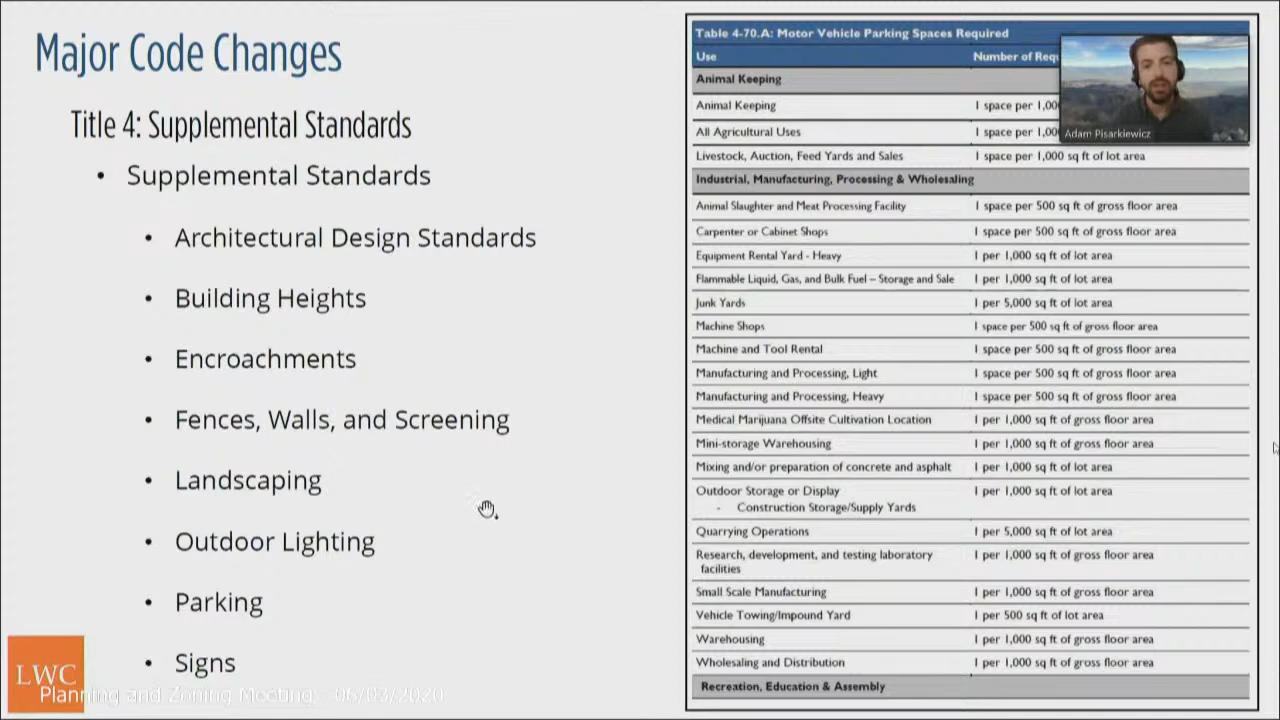 Major Code Changes
Title 4: Supplemental Standards
• Supplemental Standards
• Architectural Design Standards
• Building Heights
• Encroachments
• Fences, Walls, and Screening
• Landscaping
• Outdoor Lighting
• Parking
• Signs
LWC
Planning and Zoning Meeting - 06/03/2020
Table 4-70.A: Motor Vehicle Parking Spaces Required
Use Number of Requ
Animal Keeping
Animal Keeping 1 space per 1,00
All Agricultural Uses 1 space per 1,00
Livestock, Auction, Feed Yards and Sales 1 space per 1,000 sq ft of lot area
Industrial, Manufacturing, Processing & Wholesaling
Animal Slaughter and Meat Processing Facility 1 space per 500 sq ft of gross floor area
Carpenter or Cabinet Shops 1 space per 500 sq ft of gross floor area
Equipment Rental Yard - Heavy 1 per 1,000 sq ft of lot area
Flammable Liquid, Gas, and Bulk Fuel – Storage and Sale 1 per 1,000 sq ft of lot area
Junk Yards 1 per 5,000 sq ft of lot area
Machine Shops 1 space per 500 sq ft of gross floor area
Machine and Tool Rental 1 space per 500 sq ft of gross floor area
Manufacturing and Processing, Light 1 space per 500 sq ft of gross floor area
Manufacturing and Processing, Heavy 1 space per 500 sq ft of gross floor area
Medical Marijuana Offsite Cultivation Location 1 per 1,000 sq ft of gross floor area
Mini-storage Warehousing 1 per 1,000 sq ft of gross floor area
Mixing and/or preparation of concrete and asphalt 1 per 1,000 sq ft of lot area
Outdoor Storage or Display 1 per 1,000 sq ft of lot area
- Construction Storage/Supply Yards
Quarrying Operations 1 per 5,000 sq ft of lot area
Research, development, and testing laboratory 1 per 1,000 sq ft of gross floor area
facilities
Small Scale Manufacturing 1 per 1,000 sq ft of gross floor area
Vehicle Towing/Impound Yard 1 per 500 sq ft of lot area
Warehousing 1 per 1,000 sq ft of gross floor area
Wholesaling and Distribution 1 per 1,000 sq ft of gross floor area
Recreation, Education & Assembly
Adam Pisarkiewicz